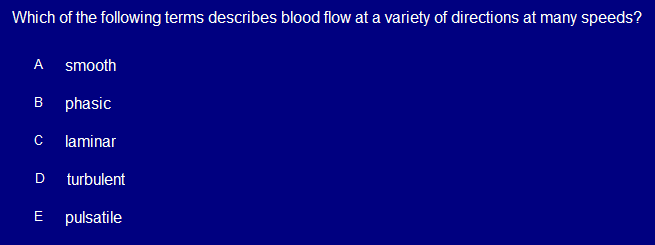 Which of the following terms describes blood flow at a variety of directions at many speeds?
A smooth
B phasic
C laminar
D turbulent
E pulsatile